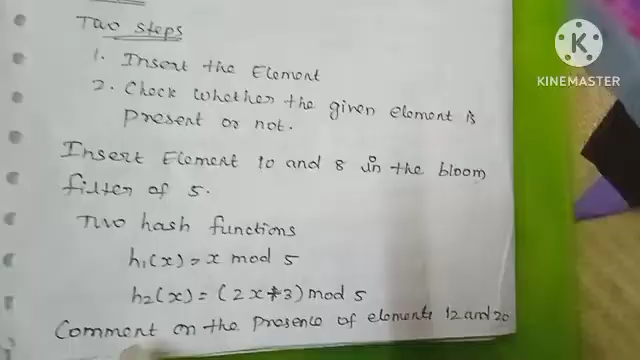 Two steps
1. Insert the Element
2. Check whether the given element is
present or not.
Insert Element 10 and 8 in the bloom
filter of 5.
Two hash functions
h1(x) = x mod 5
h2(x) = (2x+3) mod 5
Comment on the presence of elements 12 and 20
K
KINEMASTER